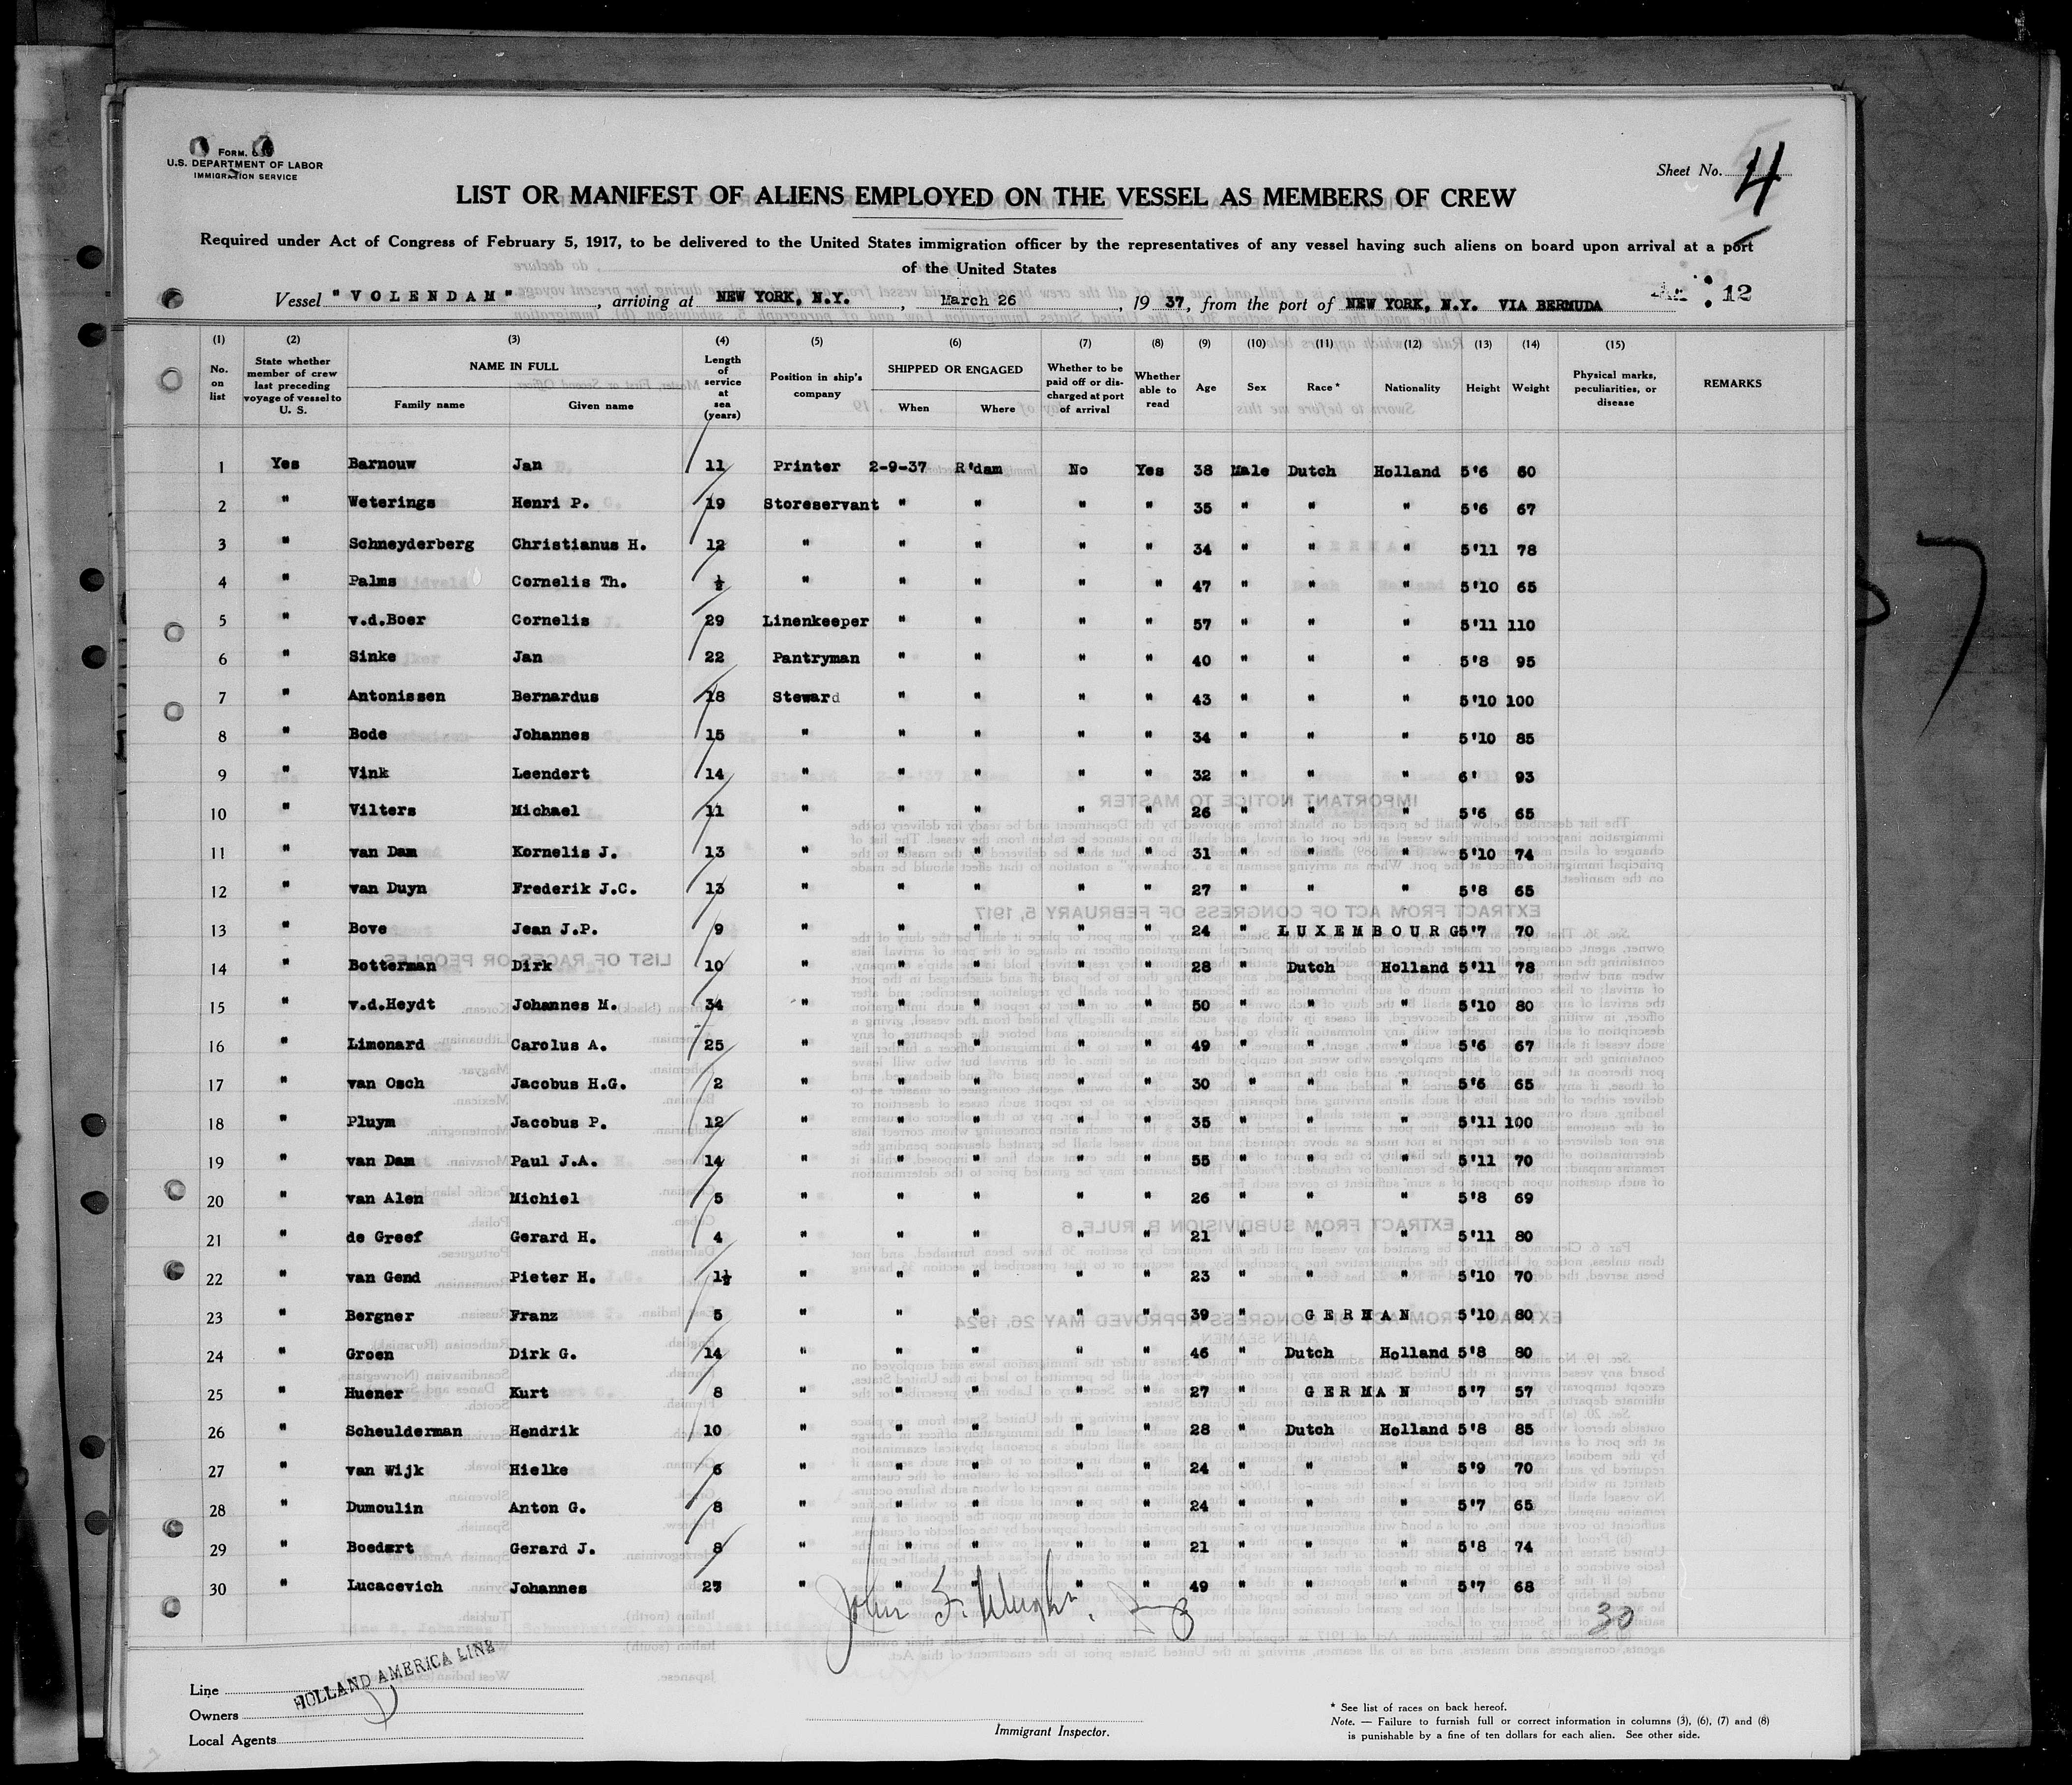 FORM. 6
U.S. DEPARTMENT OF LABOR
IMMIGRATION SERVICE
Sheet No. 4
LIST OR MANIFEST OF ALIENS EMPLOYED ON THE VESSEL AS MEMBERS OF CREW
Required under Act of Congress of February 5, 1917, to be delivered to the United States immigration officer by the representatives of any vessel having such aliens on board upon arrival at a port
of the United States
Vessel "VOLENDAM", arriving at NEW YORK, N.Y., March 26, 19 37, from the port of NEW YORK, N.Y. VIA BERMUDA 12
(1) (2) (3) (4) (5) (6) (7) (8) (9) (10) (11) (12) (13) (14) (15)
No. on list State whether member of crew last preceding voyage of vessel to U. S. NAME IN FULL Family name Given name Length of service at sea (years) Position in ship's company SHIPPED OR ENGAGED When Where Whether to be paid off or discharged at port of arrival Whether able to read Age Sex Race * Nationality Height Weight Physical marks, peculiarities, or disease REMARKS
1 Yes Barnouw Jan 11 Printer 2-9-37 R'dam No Yes 38 Male Dutch Holland 5'6 60
2 " Weterings Henri P. 19 Storeservant " " " " 35 " " " 5'6 67
3 " Schneyderberg Christianus H. 12 " " " " " 34 " " " 5'11 78
4 " Palms Cornelis Th. ½ " " " " " 47 " " " 5'10 65
5 " v.d.Boer Cornelis 29 Linenkeeper " " " " 57 " " " 5'11 110
6 " Sinke Jan 22 Pantryman " " " " 40 " " " 5'8 95
7 " Antonissen Bernardus 18 Steward " " " " 43 " " " 5'10 100
8 " Bode Johannes 15 " " " " " 34 " " " 5'10 85
9 " Vink Leendert 14 " " " " " 32 " " " 6' 93
10 " Vilters Michael 11 " " " " " 26 " " " 5'6 65
11 " van Dam Kornelis J. 13 " " " " " 31 " " " 5'10 74
12 " van Duyn Frederik J.C. 13 " " " " " 27 " " " 5'8 65
13 " Bove Jean J.P. 9 " " " " " 24 " LUXEMBOURG 5'7 70
14 " Botterman Dirk 10 " " " " " 28 " Dutch Holland 5'11 78
15 " v.d.Heydt Johannes M. 34 " " " " " 50 " " " 5'10 80
16 " Limonard Carolus A. 25 " " " " " 49 " " " 5'6 67
17 " van Osch Jacobus H.G. 2 " " " " " 30 " " " 5'6 65
18 " Pluym Jacobus P. 12 " " " " " 35 " " " 5'11 100
19 " van Dam Paul J.A. 14 " " " " " 55 " " " 5'11 70
20 " van Alen Michiel 5 " " " " " 26 " " " 5'8 69
21 " de Greef Gerard H. 4 " " " " " 21 " " " 5'11 80
22 " van Gend Pieter H. 1½ " " " " " 23 " " " 5'10 70
23 " Bergner Franz 5 " " " " " 39 " GERMAN 5'10 80
24 " Groen Dirk G. 14 " " " " " 46 " Dutch Holland 5'8 80
25 " Huener Kurt 8 " " " " " 27 " GERMAN 5'7 57
26 " Scheulderman Hendrik 10 " " " " " 28 " Dutch Holland 5'8 85
27 " van Wijk Hielke 6 " " " " " 24 " " " 5'9 70
28 " Dumoulin Anton G. 8 " " " " " 24 " " " 5'7 65
29 " Boedart Gerard J. 8 " " " " " 21 " " " 5'8 74
30 " Lucacevich Johannes 27 " " " " " 49 " " " 5'7 68
John F.
30
HOLLAND AMERICA LINE
Line
Owners
Local Agents
Immigrant Inspector.
* See list of races on back hereof.
Note. — Failure to furnish full or correct information in columns (3), (6), (7) and (8)
is punishable by a fine of ten dollars for each alien. See other side.